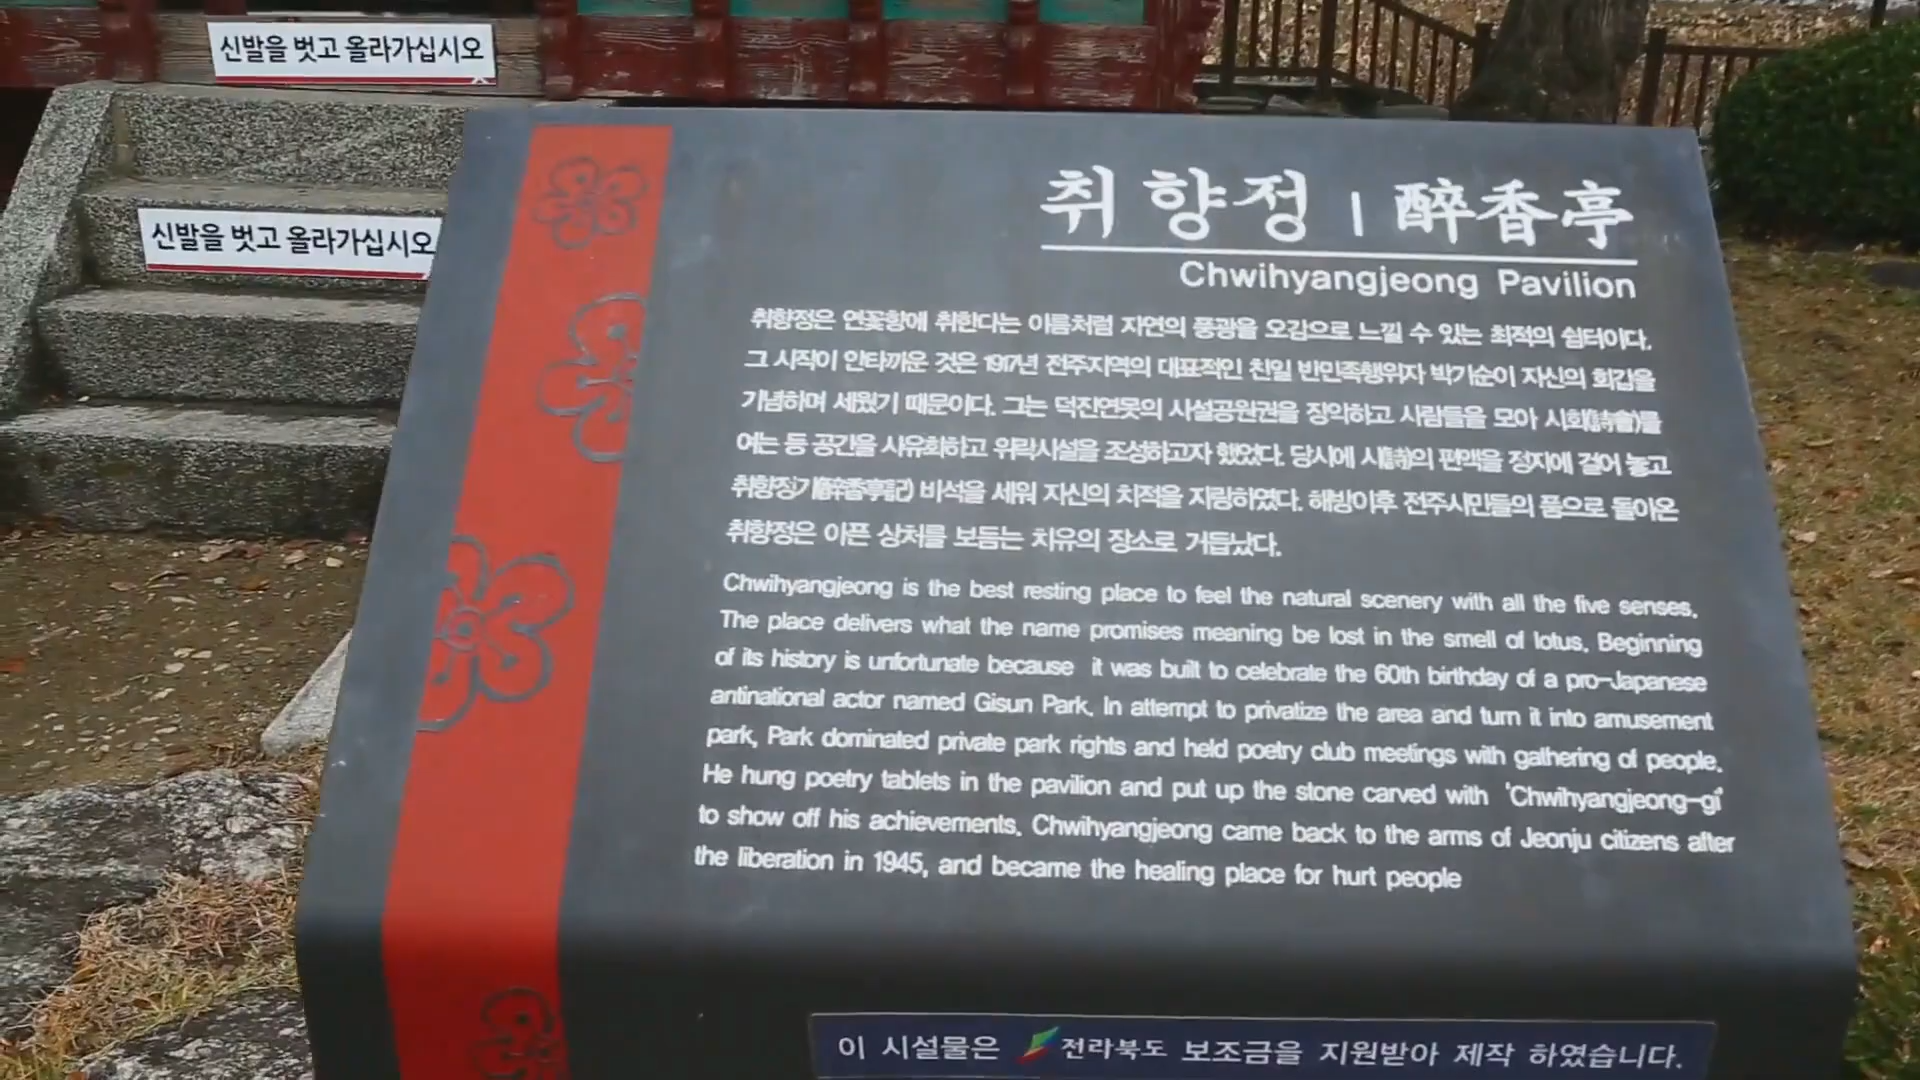 신발을 벗고 올라가십시오
신발을 벗고 올라가십시오
취향정 | 醉香亭
Chwihyangjeong Pavilion
취향정은 연꽃향에 취한다는 이름처럼 자연의 풍광을 오감으로 느낄 수 있는 최적의 쉼터이다.
그 시작이 안타까운 것은 1917년 전주지역의 대표적인 친일 반민족행위자 박기순이 자신의 회갑을
기념하며 세웠기 때문이다. 그는 덕진연못의 사설공원권을 장악하고 사람들을 모아 시회(詩會)를
여는 등 공간을 사유화하고 위락시설을 조성하고자 했었다. 당시에 시(詩)의 편액을 정자에 걸어 놓고
취향정기(醉香亭記) 비석을 세워 자신의 치적을 자랑하였다. 해방이후 전주시민들의 품으로 돌아온
취향정은 아픈 상처를 보듬는 치유의 장소로 거듭났다.
Chwihyangjeong is the best resting place to feel the natural scenery with all the five senses.
The place delivers what the name promises meaning be lost in the smell of lotus. Beginning
of its history is unfortunate because it was built to celebrate the 60th birthday of a pro-Japanese
antinational actor named Gisun Park. In attempt to privatize the area and turn it into amusement
park, Park dominated private park rights and held poetry club meetings with gathering of people.
He hung poetry tablets in the pavilion and put up the stone carved with 'Chwihyangjeong-gi'
to show off his achievements. Chwihyangjeong came back to the arms of Jeonju citizens after
the liberation in 1945, and became the healing place for hurt people
이 시설물은 전라북도 보조금을 지원받아 제작 하였습니다.